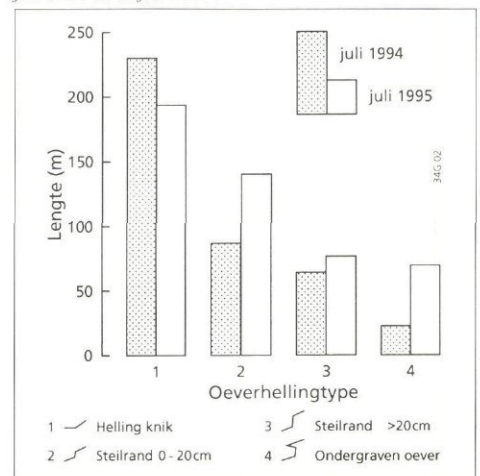 250
200
150
100
50
0
Lengte (m)
juli 1994
juli 1995
34G 02
1 2 3 4
Oeverhellingtype
1 Helling knik
2 Steilrand 0 - 20cm
3 Steilrand >20cm
4 Ondergraven oever